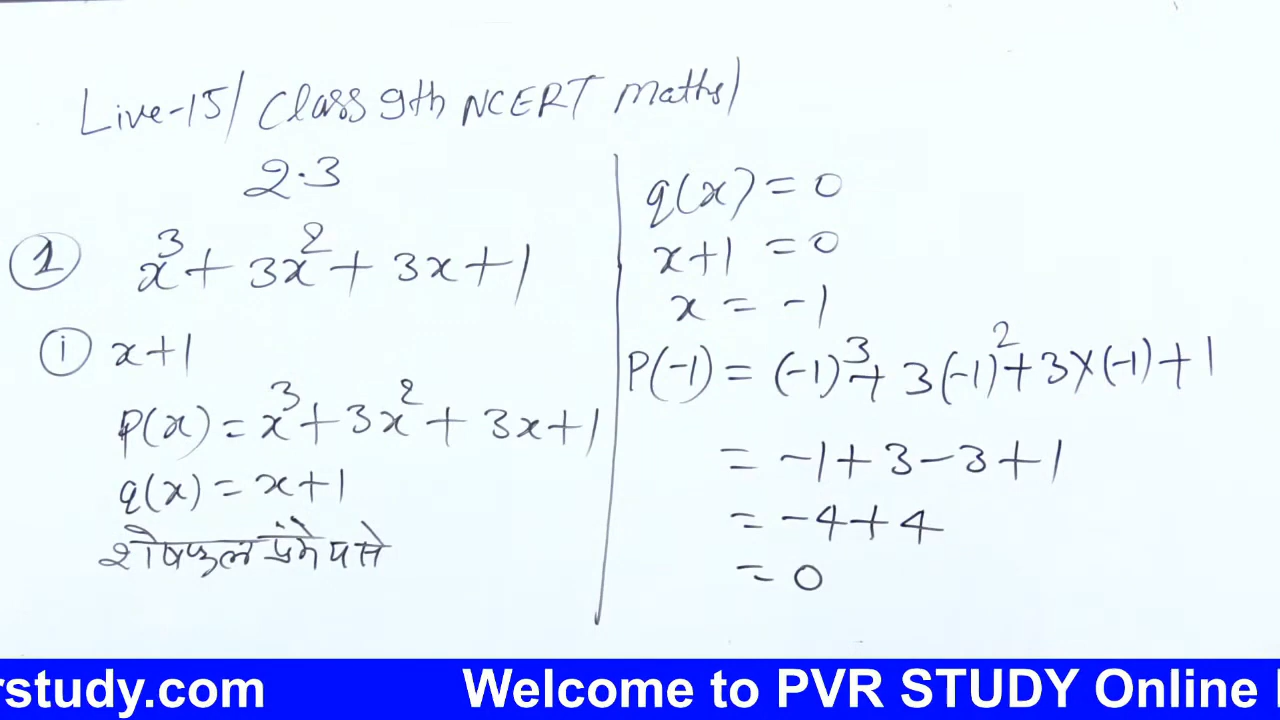 Live-15/ Class 9th NCERT maths/
2.3
① x³ + 3x² + 3x + 1
ⓘ x+1
p(x) = x³ + 3x² + 3x + 1
q(x) = x+1
शेषफल प्रमेय से
q(x) = 0
x+1 = 0
x = -1
P(-1) = (-1)³ + 3(-1)² + 3×(-1) + 1
= -1+3-3+1
= -4+4
= 0
rstudy.com Welcome to PVR STUDY Online